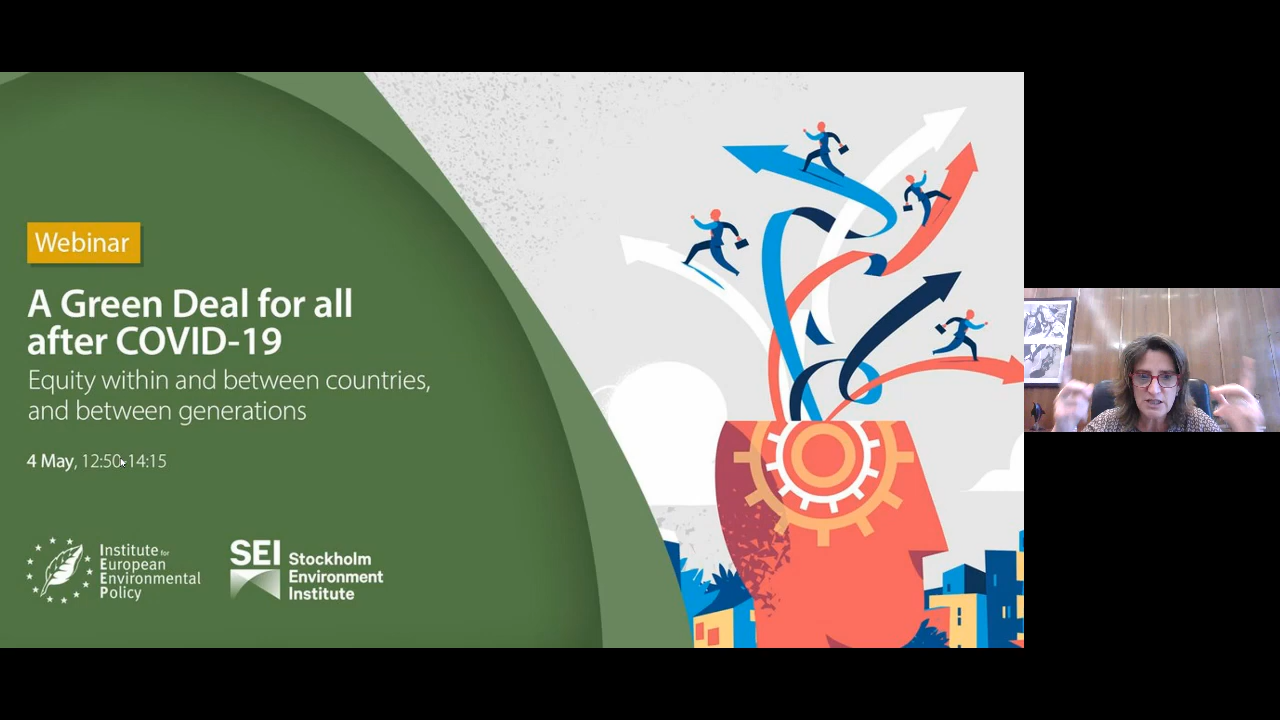 Webinar
A Green Deal for all
after COVID-19
Equity within and between countries,
and between generations
4 May, 12:50-14:15
Institute for
European
Environmental
Policy
SEI
Stockholm
Environment
Institute